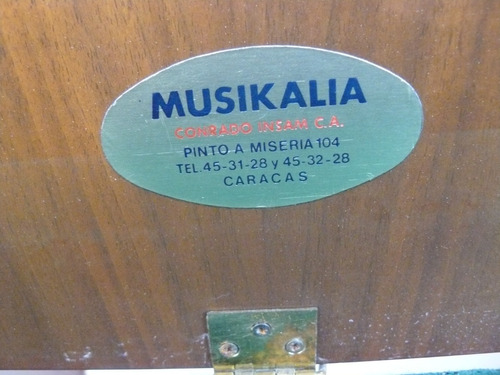 MUSIKALIA
CONRADO INSAM C.A.
PINTO A MISERIA 104
TEL. 45-31-28 y 45-32-28
CARACAS